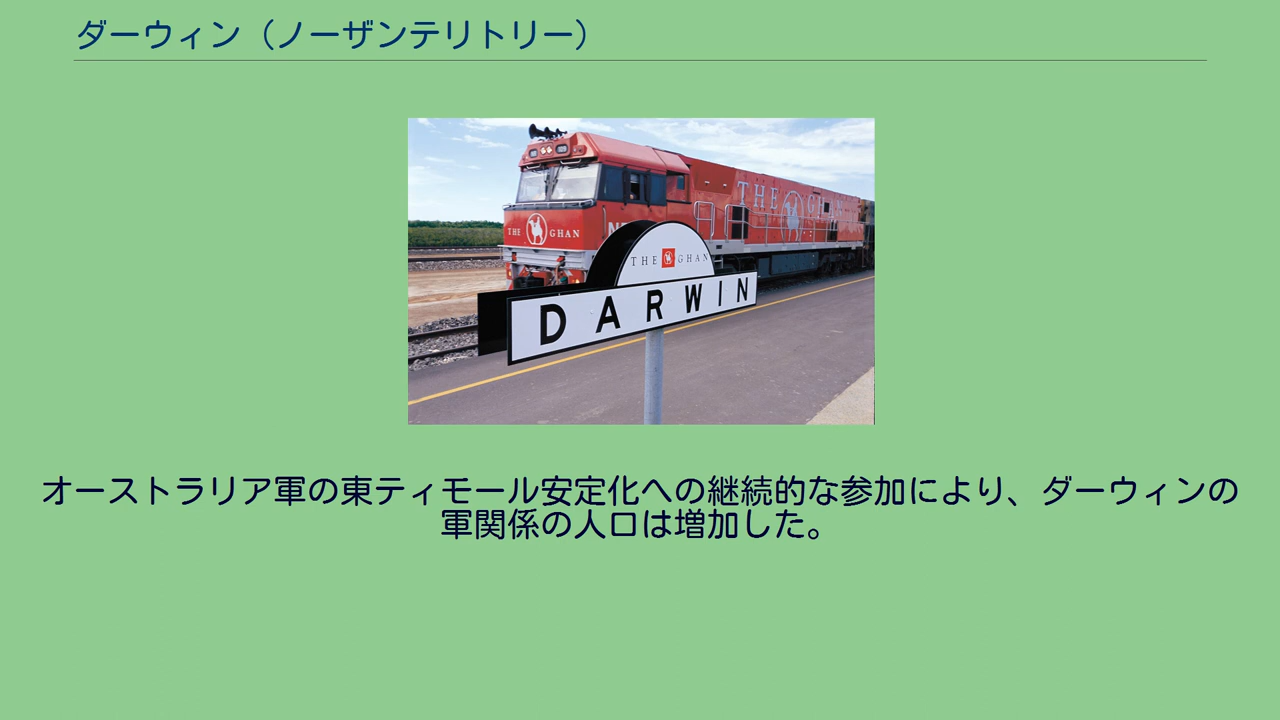 ダーウィン（ノーザンテリトリー）
THE GHAN
THE GHAN
THE GHAN
DARWIN
オーストラリア軍の東ティモール安定化への継続的な参加により、ダーウィンの
軍関係の人口は増加した。